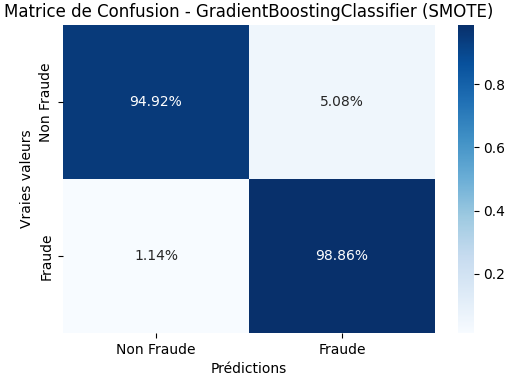 Matrice de Confusion - GradientBoostingClassifier (SMOTE)
Non Fraude
94.92%
5.08%
0.8
0.6
Vraies valeurs
0.4
Fraude
1.14%
98.86%
0.2
Non Fraude
Fraude
Prédictions